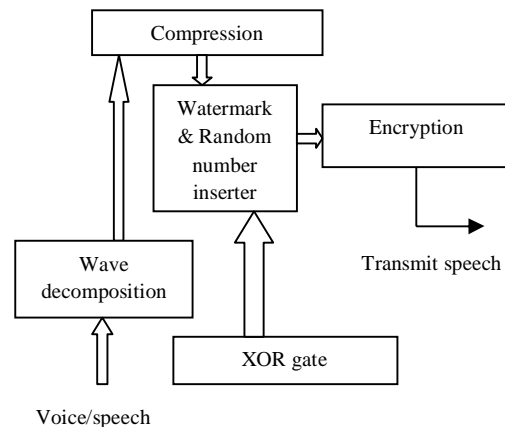 Compression
Watermark
& Random
number
inserter
Encryption
Transmit speech
Wave
decomposition
XOR gate
Voice/speech